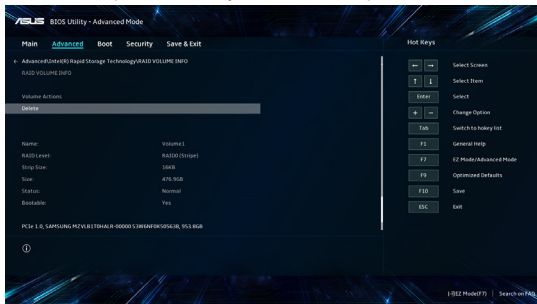 ASUS BIOS Utility - Advanced Mode
Main Advanced Boot Security Save & Exit
Hot Keys
← Advanced\Intel(R) Rapid Storage Technology\RAID VOLUME INFO
RAID VOLUME INFO
Volume Actions
Delete
Name: Volume1
RAID Level: RAID0 (Stripe)
Strip Size: 16KB
Size: 476.9GB
Status: Normal
Bootable: Yes
PCIe 1.0, SAMSUNG MZVLB1T0HALR-00000 S3W6NF0K505638, 953.8GB
← → Select Screen
↑ ↓ Select Item
Enter Select
+ − Change Option
Tab Switch to hokey list
F1 General Help
F7 EZ Mode/Advanced Mode
F9 Optimized Defaults
F10 Save
ESC Exit
EZ Mode(F7) | Search on FAQ